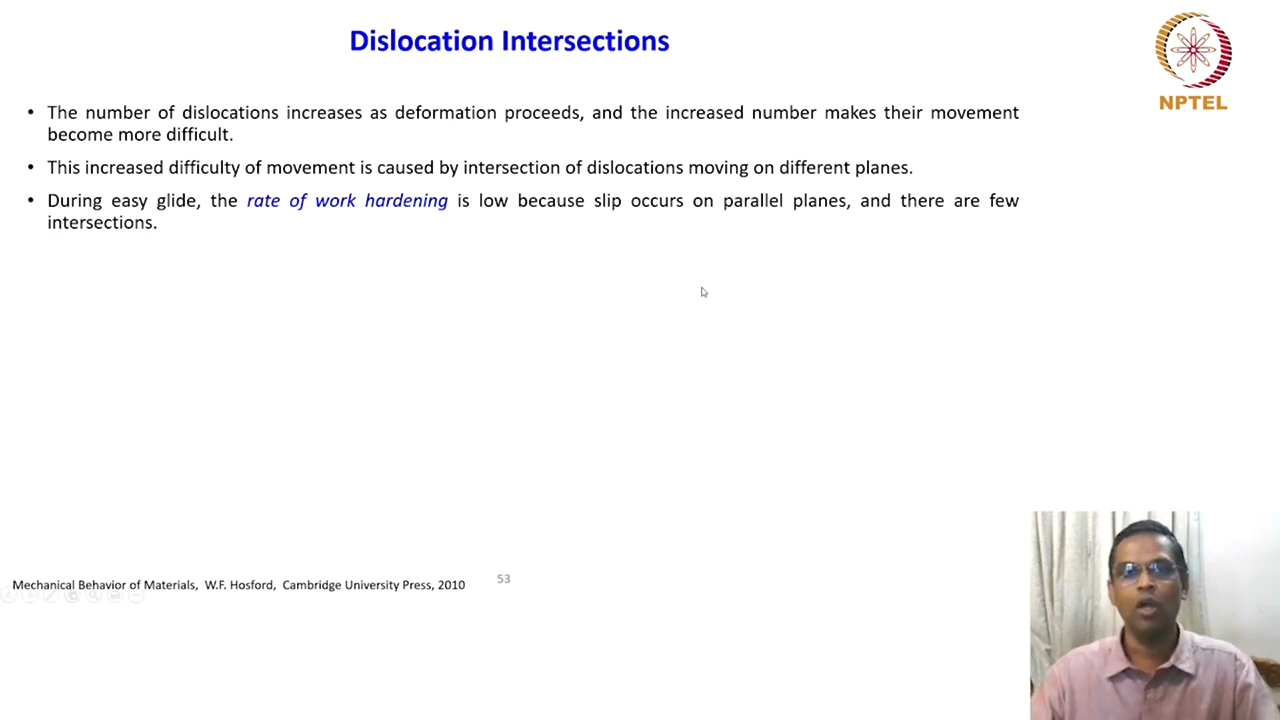 Dislocation Intersections
NPTEL
• The number of dislocations increases as deformation proceeds, and the increased number makes their movement
become more difficult.
• This increased difficulty of movement is caused by intersection of dislocations moving on different planes.
• During easy glide, the rate of work hardening is low because slip occurs on parallel planes, and there are few
intersections.
Mechanical Behavior of Materials, W.F. Hosford, Cambridge University Press, 2010
53